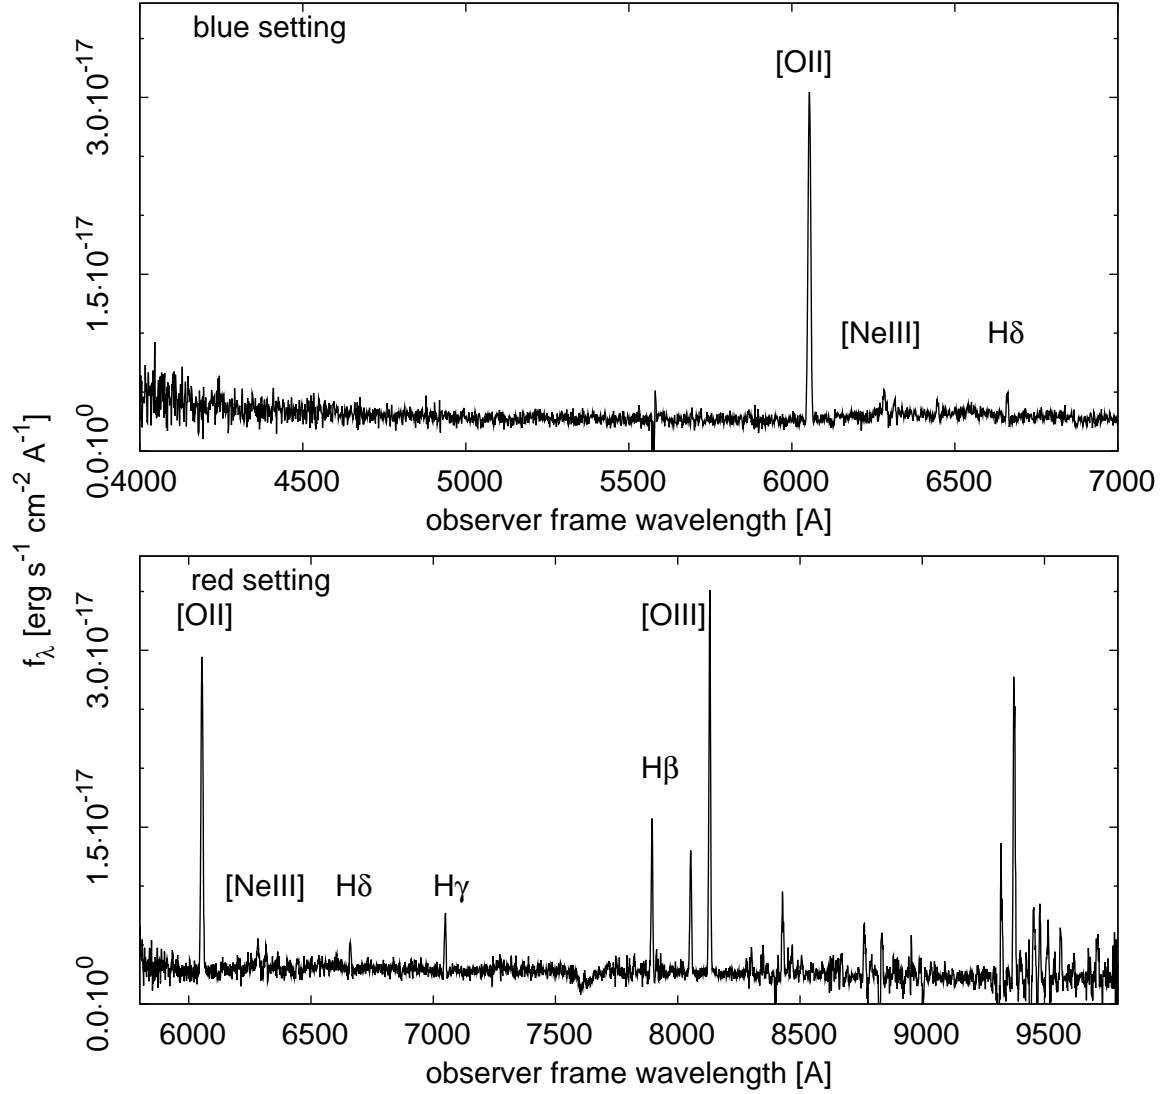 blue setting
[OII]
[NeIII]
Hδ
3.0·10⁻¹⁷
1.5·10⁻¹⁷
0.0·10⁰
4000 4500 5000 5500 6000 6500 7000
observer frame wavelength [A]
f_λ [erg s⁻¹ cm⁻² A⁻¹]
red setting
[OII]
[OIII]
Hβ
[NeIII]
Hδ
Hγ
3.0·10⁻¹⁷
1.5·10⁻¹⁷
0.0·10⁰
6000 6500 7000 7500 8000 8500 9000 9500
observer frame wavelength [A]